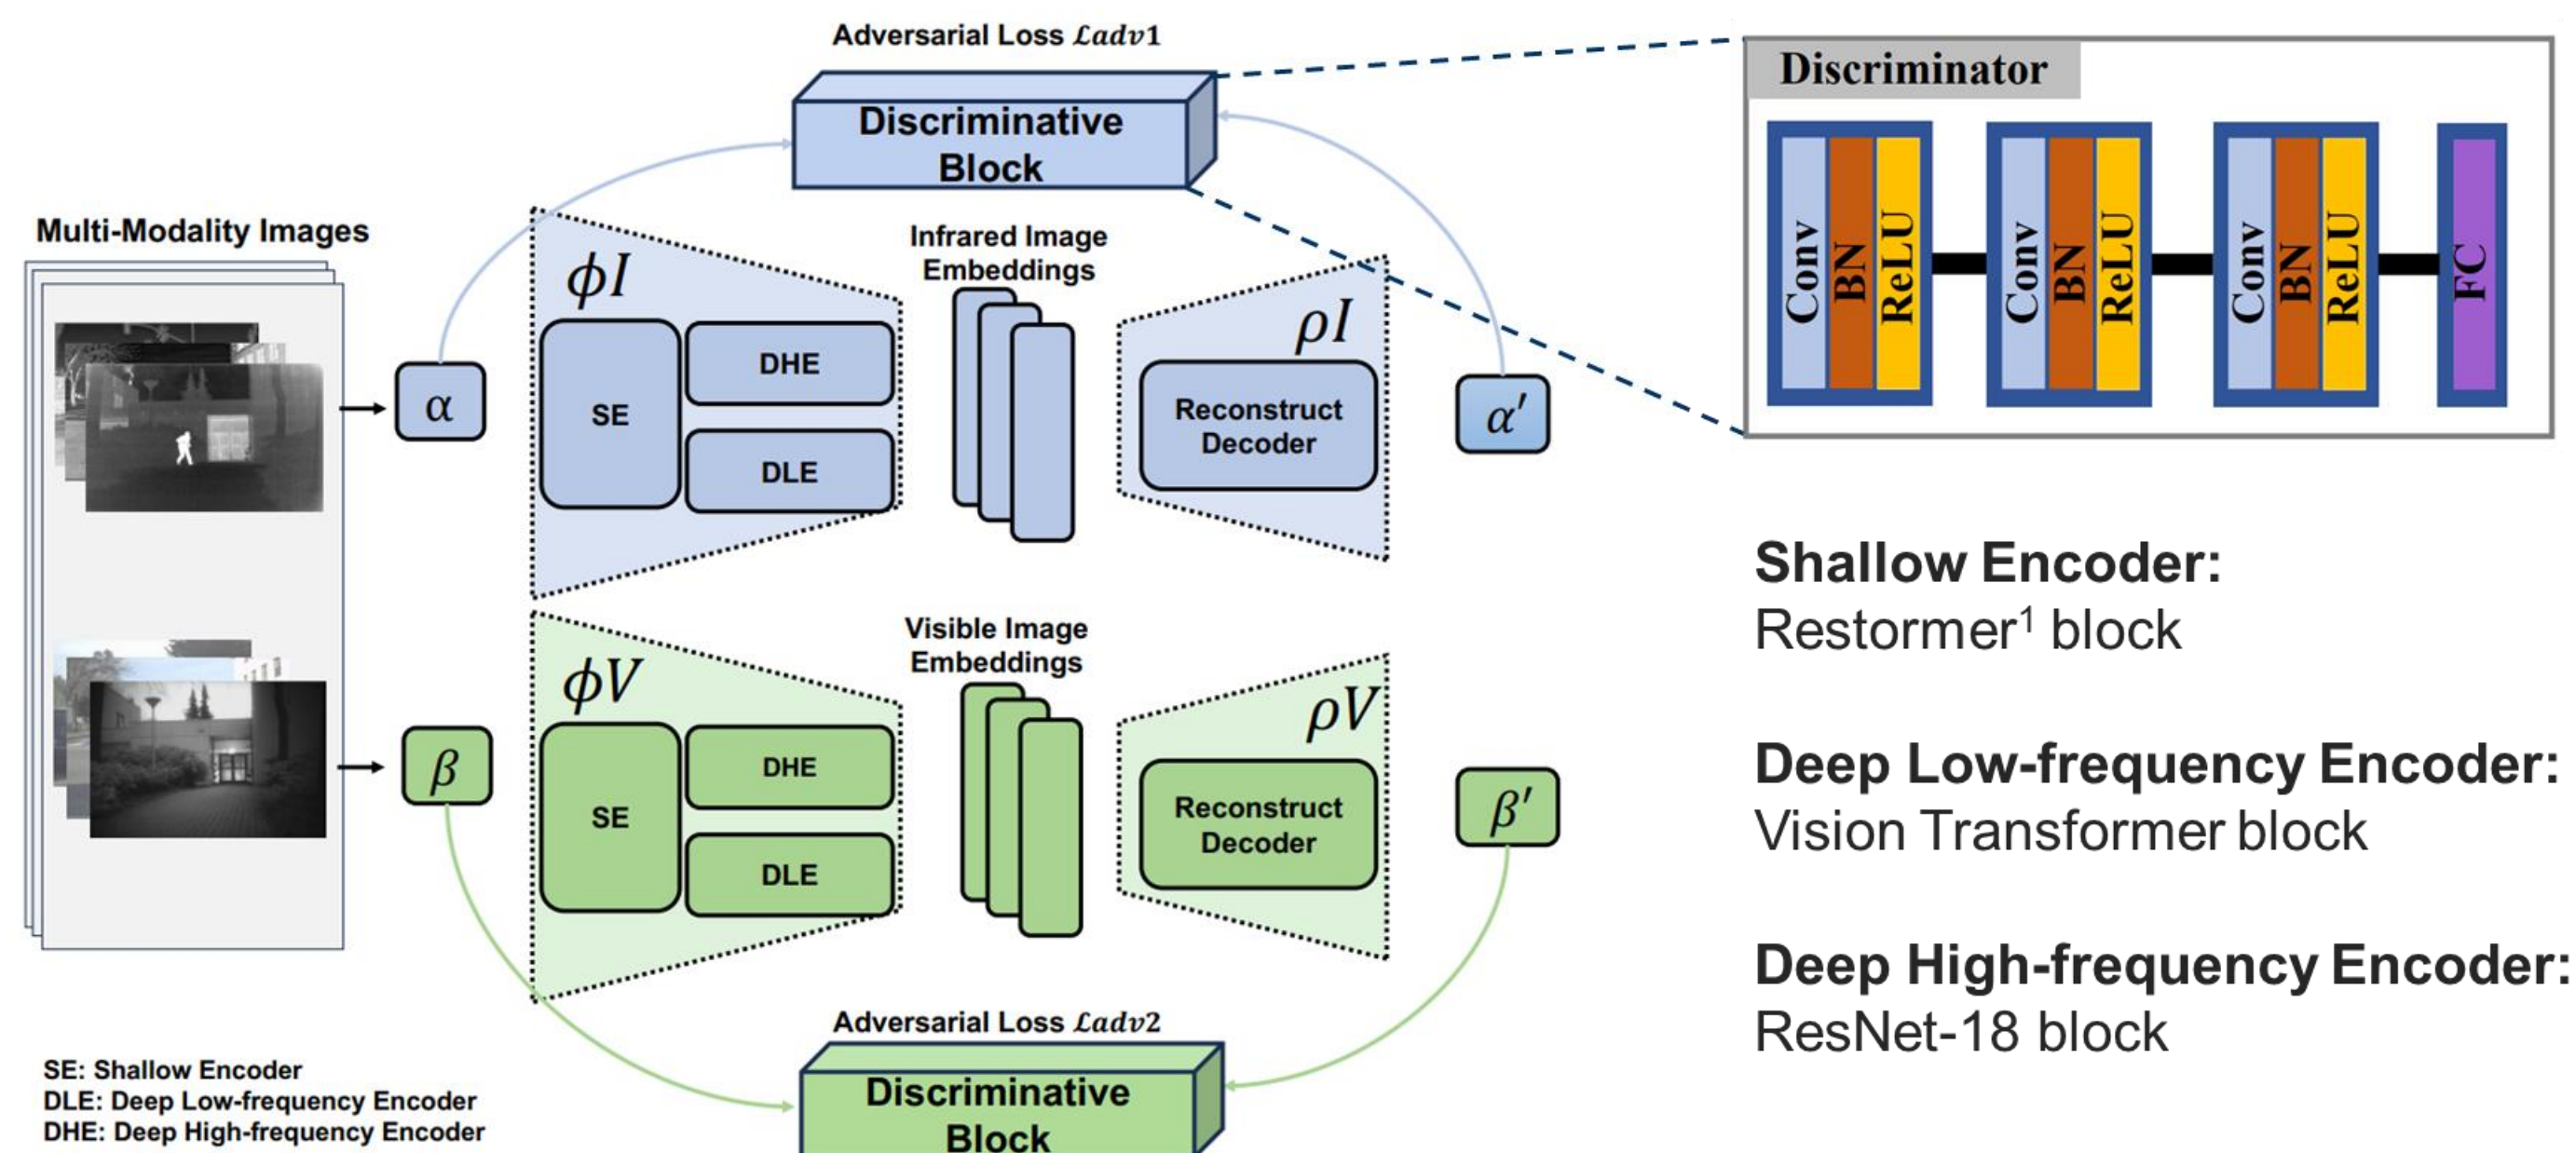 Adversarial Loss ℒadv1
Discriminative
Block
Discriminator
Conv
BN
ReLU
Conv
BN
ReLU
Conv
BN
ReLU
FC
Multi-Modality Images
α
ϕI
SE
DHE
DLE
Infrared Image
Embeddings
ρI
Reconstruct
Decoder
α′
β
ϕV
SE
DHE
DLE
Visible Image
Embeddings
ρV
Reconstruct
Decoder
β′
Adversarial Loss ℒadv2
Discriminative
Block
SE: Shallow Encoder
DLE: Deep Low-frequency Encoder
DHE: Deep High-frequency Encoder
Shallow Encoder:
Restormer¹ block
Deep Low-frequency Encoder:
Vision Transformer block
Deep High-frequency Encoder:
ResNet-18 block